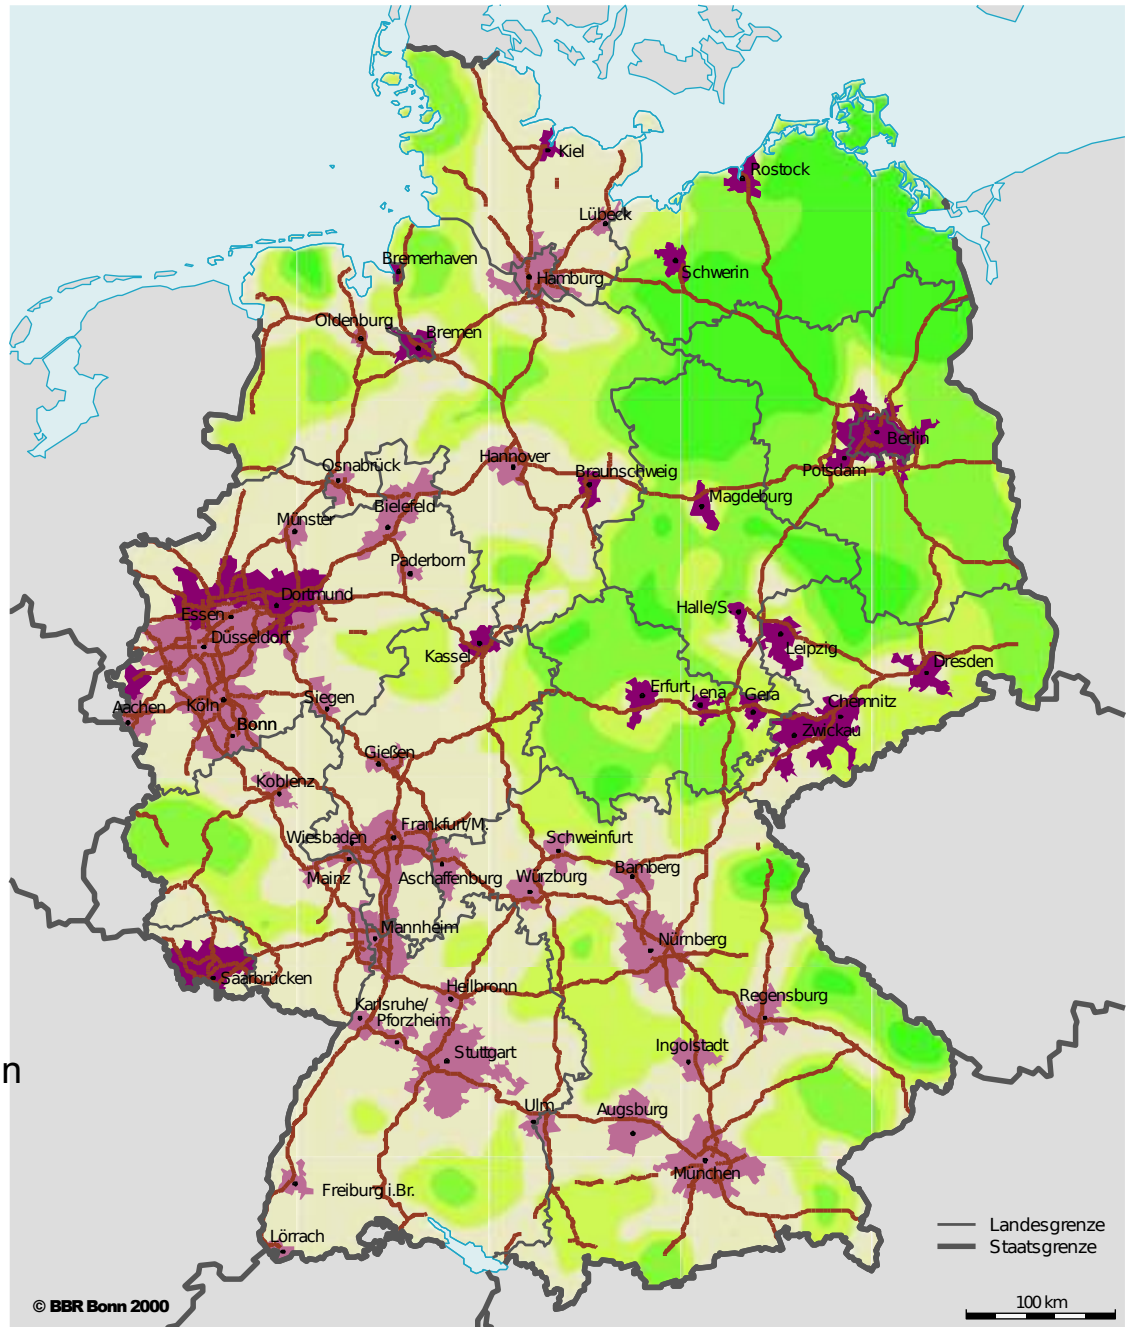 Kiel
Rostock
Lübeck
Bremerhaven
Hamburg
Schwerin
Oldenburg
Bremen
Berlin
Potsdam
Osnabrück
Hannover
Braunschweig
Magdeburg
Münster
Bielefeld
Paderborn
Dortmund
Essen
Halle/S.
Düsseldorf
Kassel
Leipzig
Dresden
Aachen
Köln
Siegen
Erfurt
Jena
Gera
Chemnitz
Bonn
Zwickau
Gießen
Koblenz
Wiesbaden
Frankfurt/M.
Schweinfurt
Mainz
Aschaffenburg
Würzburg
Bamberg
Mannheim
Nürnberg
Saarbrücken
Heilbronn
Karlsruhe/
Pforzheim
Regensburg
Stuttgart
Ingolstadt
n
Ulm
Augsburg
München
Freiburg i.Br.
Lörrach
Landesgrenze
Staatsgrenze
© BBR Bonn 2000
100 km